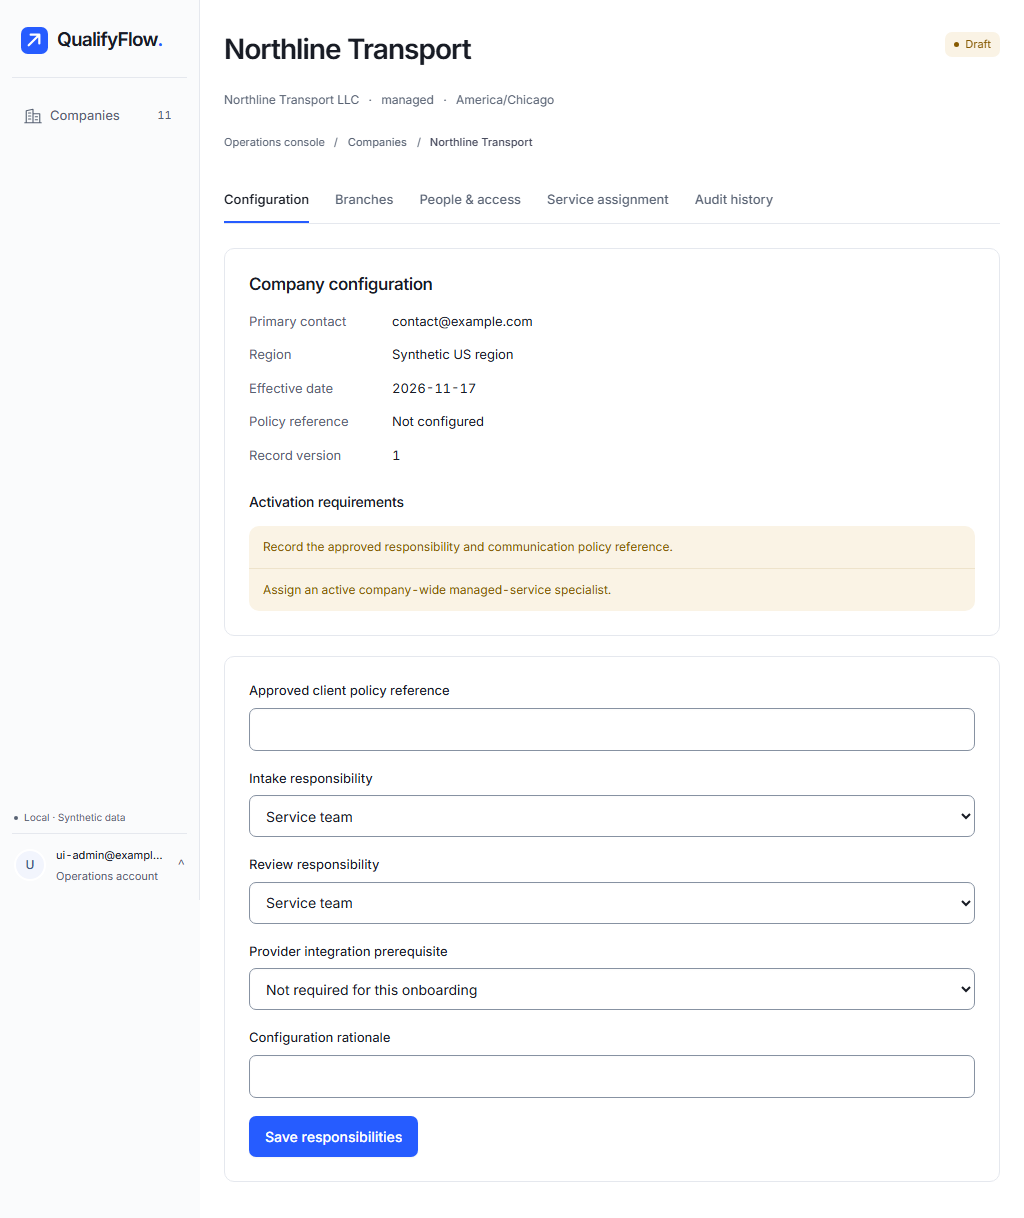 QualifyFlow.
Companies 11
Local · Synthetic data
U
ui-admin@exampl... ^
Operations account
Northline Transport
Draft
Northline Transport LLC · managed · America/Chicago
Operations console / Companies / Northline Transport
Configuration Branches People & access Service assignment Audit history
Company configuration
Primary contact contact@example.com
Region Synthetic US region
Effective date 2026-11-17
Policy reference Not configured
Record version 1
Activation requirements
Record the approved responsibility and communication policy reference.
Assign an active company-wide managed-service specialist.
Approved client policy reference
Intake responsibility
Service team
Review responsibility
Service team
Provider integration prerequisite
Not required for this onboarding
Configuration rationale
Save responsibilities